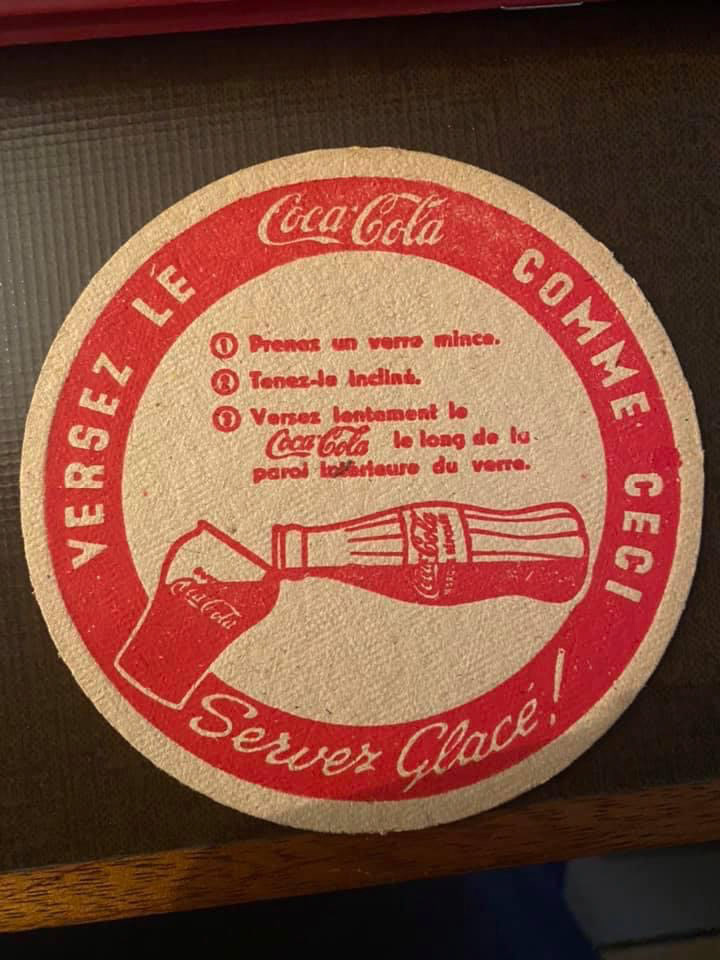 Coca-Cola
VERSEZ LÉ COMME CECI
1 Prenez un verre mince.
2 Tenez-le incliné.
3 Versez lentement le
Coca-Cola le long de la
paroi intérieure du verre.
Coca-Cola
Coca-Cola
Servez Glacé!